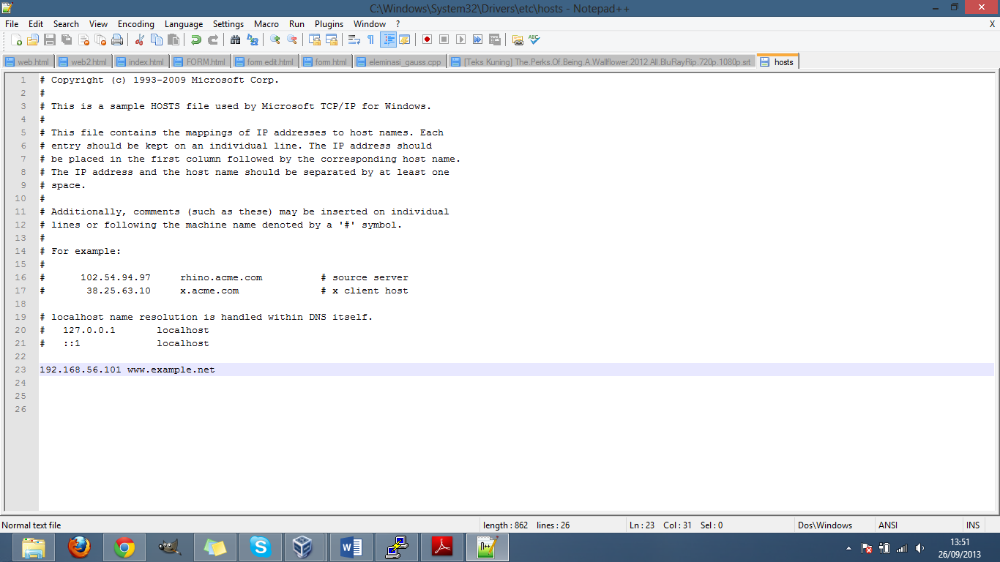 C:\Windows\System32\Drivers\etc\hosts - Notepad++
File Edit Search View Encoding Language Settings Macro Run Plugins Window ? X
web.html web2.html index.html FORM.html form edit.html form.html eleminasi_gauss.cpp [Teks Kuning] The.Perks.Of.Being.A.Wallflower.2012.All.BluRayRip.720p.1080p.srt hosts
1 # Copyright (c) 1993-2009 Microsoft Corp.
2 #
3 # This is a sample HOSTS file used by Microsoft TCP/IP for Windows.
4 #
5 # This file contains the mappings of IP addresses to host names. Each
6 # entry should be kept on an individual line. The IP address should
7 # be placed in the first column followed by the corresponding host name.
8 # The IP address and the host name should be separated by at least one
9 # space.
10 #
11 # Additionally, comments (such as these) may be inserted on individual
12 # lines or following the machine name denoted by a '#' symbol.
13 #
14 # For example:
15 #
16 #      102.54.94.97     rhino.acme.com          # source server
17 #       38.25.63.10     x.acme.com              # x client host
18
19 # localhost name resolution is handled within DNS itself.
20 #   127.0.0.1       localhost
21 #   ::1             localhost
22
23 192.168.56.101 www.example.net
24
25
26
Normal text file length : 862 lines : 26 Ln : 23 Col : 31 Sel : 0 Dos\Windows ANSI INS
13:51
26/09/2013